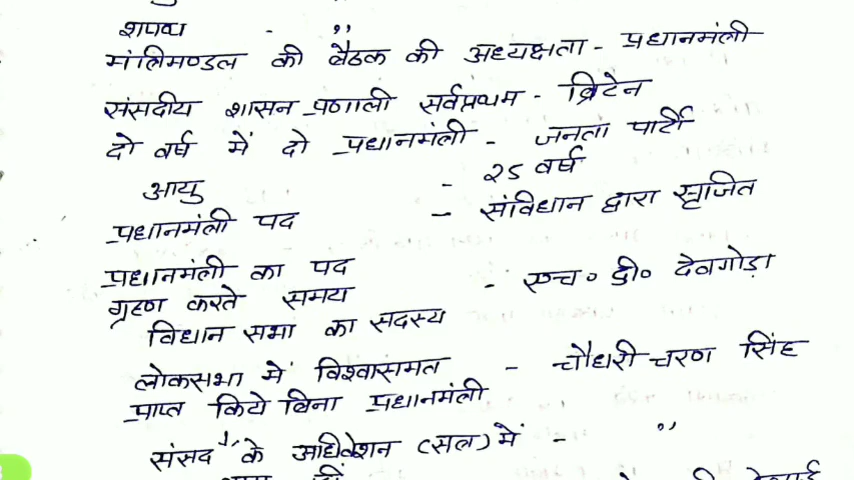 शपथ - ,,
मंत्रिमण्डल की बैठक की अध्यक्षता - प्रधानमंत्री
संसदीय शासन प्रणाली सर्वप्रथम - ब्रिटेन
दो वर्ष में दो प्रधानमंत्री - जनता पार्टी
आयु - २५ वर्ष
प्रधानमंत्री पद - संविधान द्वारा सृजित
प्रधानमंत्री का पद
ग्रहण करते समय - एच० डी० देवगोड़ा
विधान सभा का सदस्य
लोकसभा में विश्वासमत - चौधरी चरण सिंह
प्राप्त किये बिना प्रधानमंत्री
संसद के अधिवेशन (सत्र) में - ,,